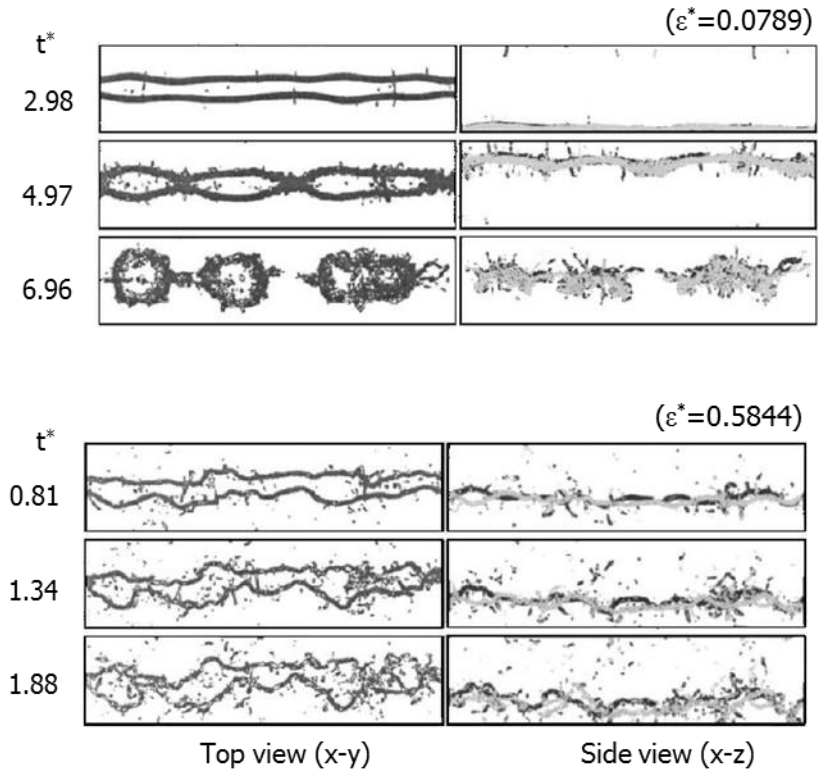 (ε*=0.0789)
t*
2.98
4.97
6.96
(ε*=0.5844)
t*
0.81
1.34
1.88
Top view (x-y) Side view (x-z)